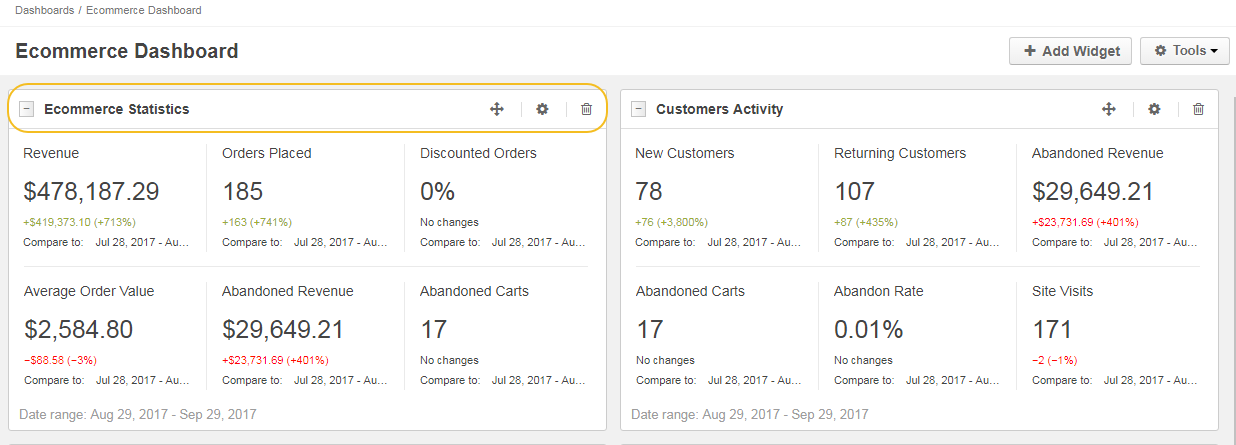 Dashboards / Ecommerce Dashboard
Ecommerce Dashboard
Add Widget
Tools
Ecommerce Statistics
Revenue Orders Placed Discounted Orders
$478,187.29 185 0%
+$419,373.10 (+713%) +163 (+741%) No changes
Compare to: Jul 28, 2017 - Au... Compare to: Jul 28, 2017 - Au... Compare to: Jul 28, 2017 - Au...
Average Order Value Abandoned Revenue Abandoned Carts
$2,584.80 $29,649.21 17
−$88.58 (−3%) +$23,731.69 (+401%) No changes
Compare to: Jul 28, 2017 - Au... Compare to: Jul 28, 2017 - Au... Compare to: Jul 28, 2017 - Au...
Date range: Aug 29, 2017 - Sep 29, 2017
Customers Activity
New Customers Returning Customers Abandoned Revenue
78 107 $29,649.21
+76 (+3,800%) +87 (+435%) +$23,731.69 (+401%)
Compare to: Jul 28, 2017 - Au... Compare to: Jul 28, 2017 - Au... Compare to: Jul 28, 2017 - Au...
Abandoned Carts Abandon Rate Site Visits
17 0.01% 171
No changes No changes −2 (−1%)
Compare to: Jul 28, 2017 - Au... Compare to: Jul 28, 2017 - Au... Compare to: Jul 28, 2017 - Au...
Date range: Aug 29, 2017 - Sep 29, 2017